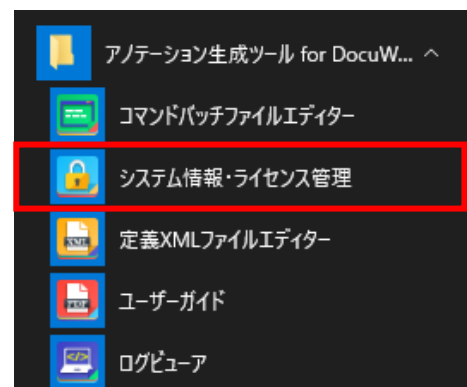 アノテーション生成ツール for DocuW...
コマンドバッチファイルエディター
システム情報・ライセンス管理
定義XMLファイルエディター
ユーザーガイド
ログビューア